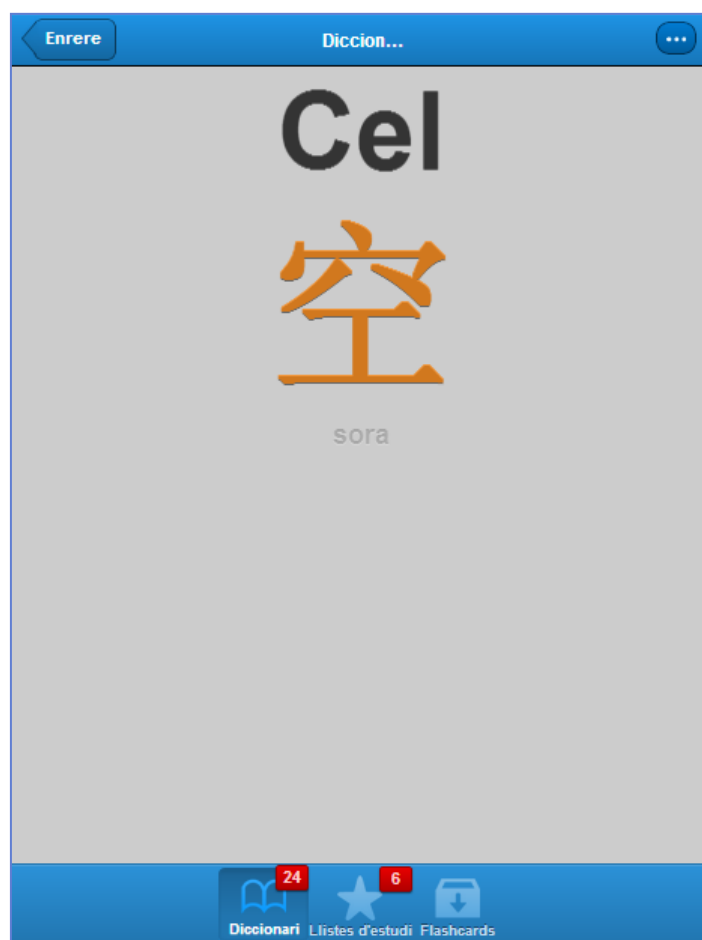 Enrere
Diccion...
Cel
空
sora
24
6
Diccionari
Llistes d'estudi
Flashcards